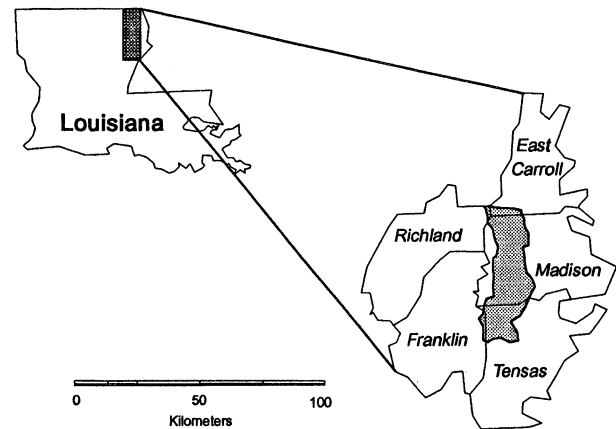 Louisiana
East
Carroll
Richland
Madison
Franklin
Tensas
0 50 100
Kilometers